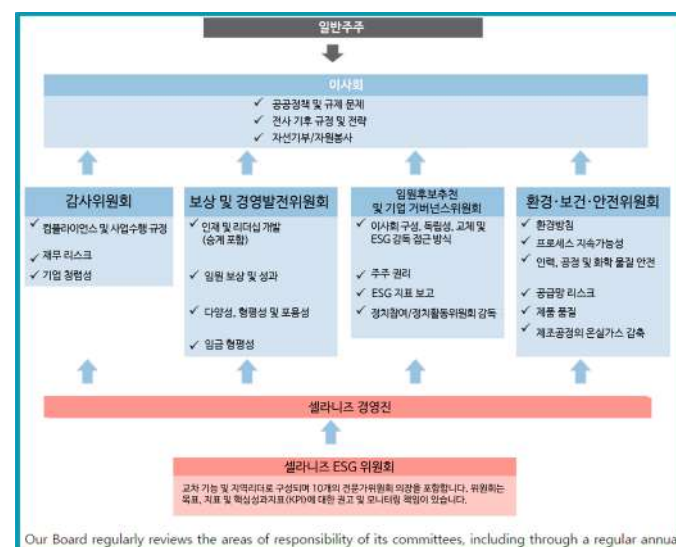 일반주주
이사회
✓ 공공정책 및 규제 문제
✓ 전사 기후 규정 및 전략
✓ 자선기부/자원봉사
감사위원회
✓ 컴플라이언스 및 사업수행 규정
✓ 재무 리스크
✓ 기업 청렴성
보상 및 경영발전위원회
✓ 인재 및 리더십 개발
(승계 포함)
✓ 임원 보상 및 성과
✓ 다양성, 형평성 및 포용성
✓ 임금 형평성
임원후보추천
및 기업 거버넌스위원회
✓ 이사회 구성, 독립성, 교체 및
ESG 감독 접근 방식
✓ 주주 권리
✓ ESG 지표 보고
✓ 정치참여/정치활동위원회 감독
환경·보건·안전위원회
✓ 환경방침
✓ 프로세스 지속가능성
✓ 인력, 공정 및 화학 물질 안전
✓ 공급망 리스크
✓ 제품 품질
✓ 제조공정의 온실가스 감축
셀라니즈 경영진
셀라니즈 ESG 위원회
교차 기능 및 지역리더로 구성되며 10개의 전문가위원회 의장을 포함합니다. 위원회는
목표, 지표 및 핵심성과지표(KPI)에 대한 권고 및 모니터링 책임이 있습니다.
Our Board regularly reviews the areas of responsibility of its committees, including through a regular annua